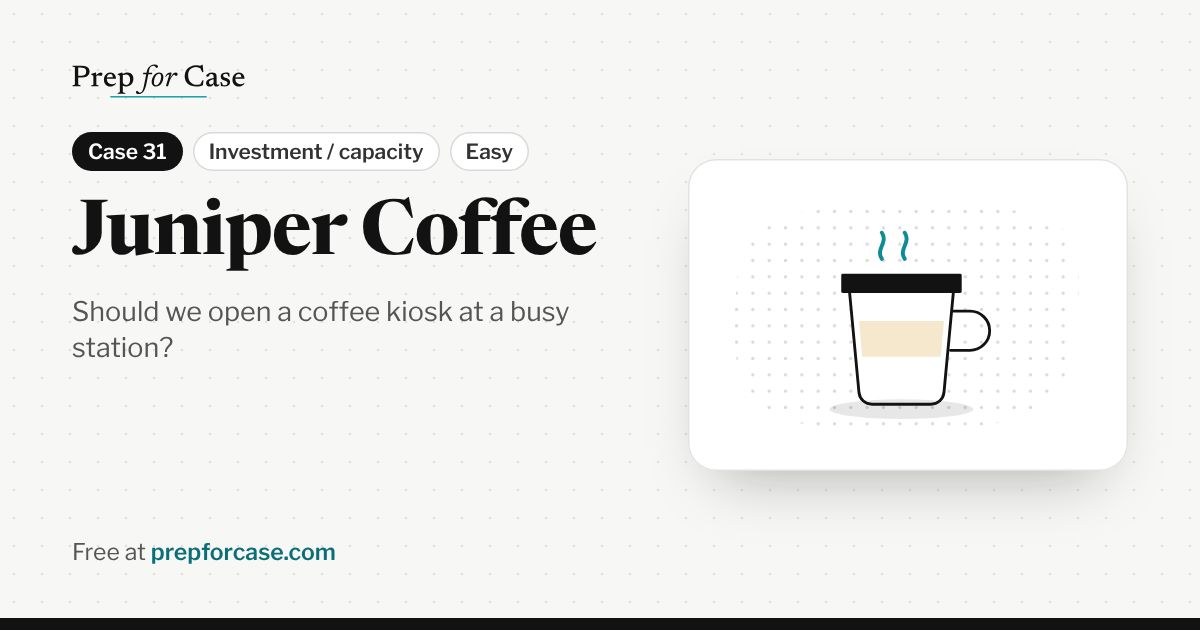 Prep for Case
Case 31 Investment / capacity Easy
Juniper Coffee
Should we open a coffee kiosk at a busy
station?
Free at prepforcase.com